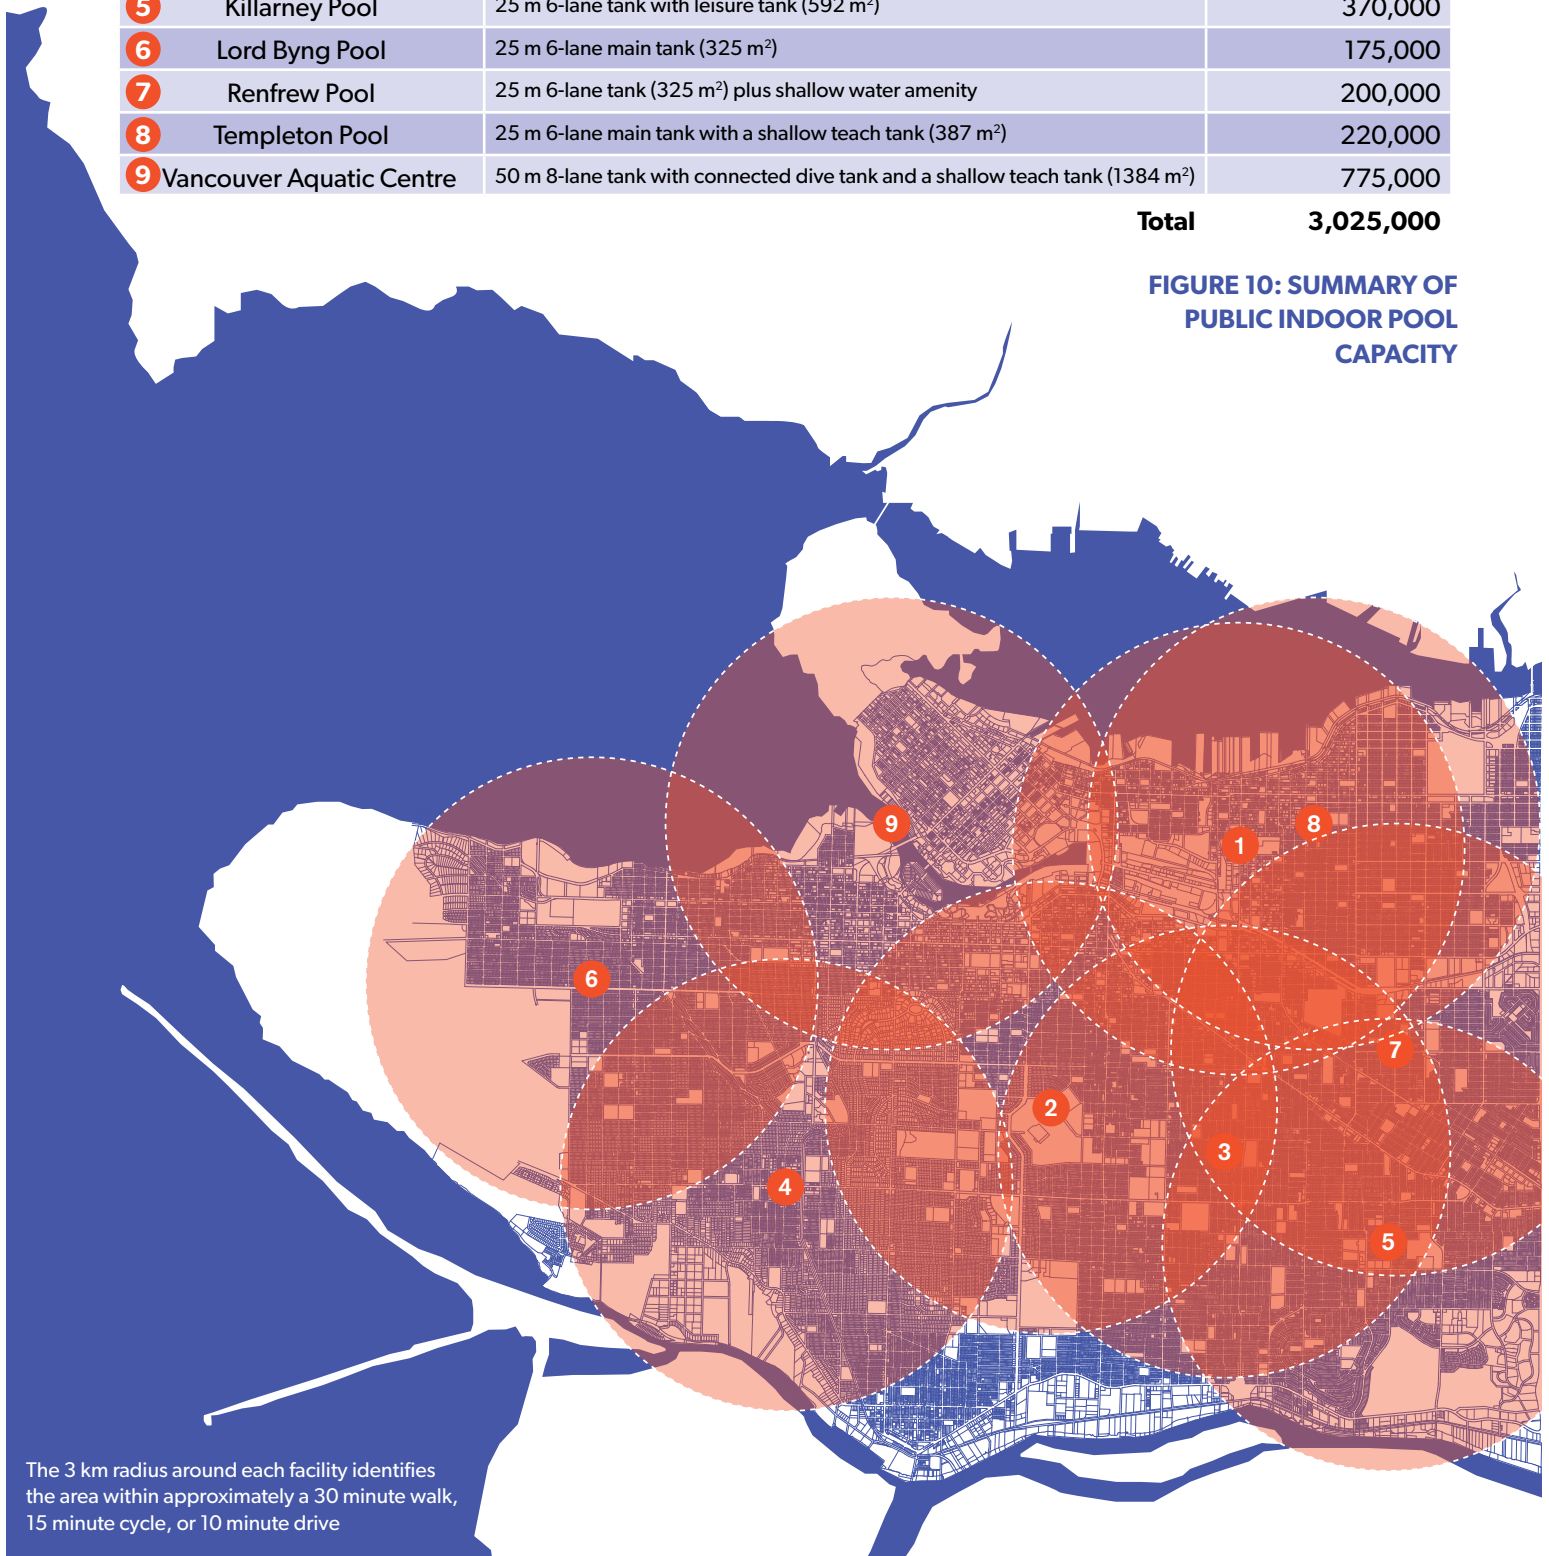 5 Killarney Pool 25 m 6-lane tank with leisure tank (592 m²) 370,000
6 Lord Byng Pool 25 m 6-lane main tank (325 m²) 175,000
7 Renfrew Pool 25 m 6-lane tank (325 m²) plus shallow water amenity 200,000
8 Templeton Pool 25 m 6-lane main tank with a shallow teach tank (387 m²) 220,000
9 Vancouver Aquatic Centre 50 m 8-lane tank with connected dive tank and a shallow teach tank (1384 m²) 775,000
Total 3,025,000
FIGURE 10: SUMMARY OF
PUBLIC INDOOR POOL
CAPACITY
9
8
1
6
7
2
3
4
5
The 3 km radius around each facility identifies
the area within approximately a 30 minute walk,
15 minute cycle, or 10 minute drive